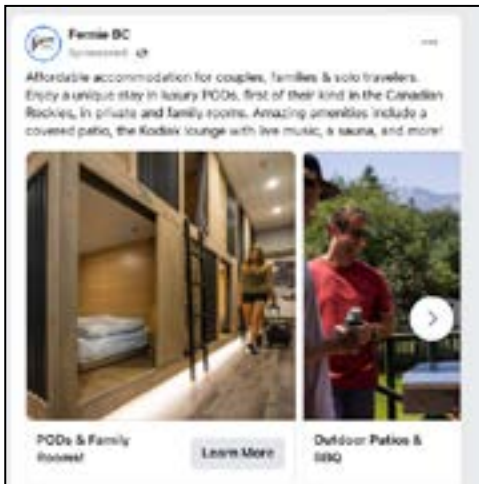 Fernie BC
Sponsored
Affordable accommodation for couples, families & solo travelers.
Enjoy a unique stay in luxury PODs, first of their kind in the Canadian
Rockies, in private and family rooms. Amazing amenities include a
covered patio, the Kodiak lounge with live music, a sauna, and more!
PODs & Family
Rooms!
Learn More
Outdoor Patios &
BBQ